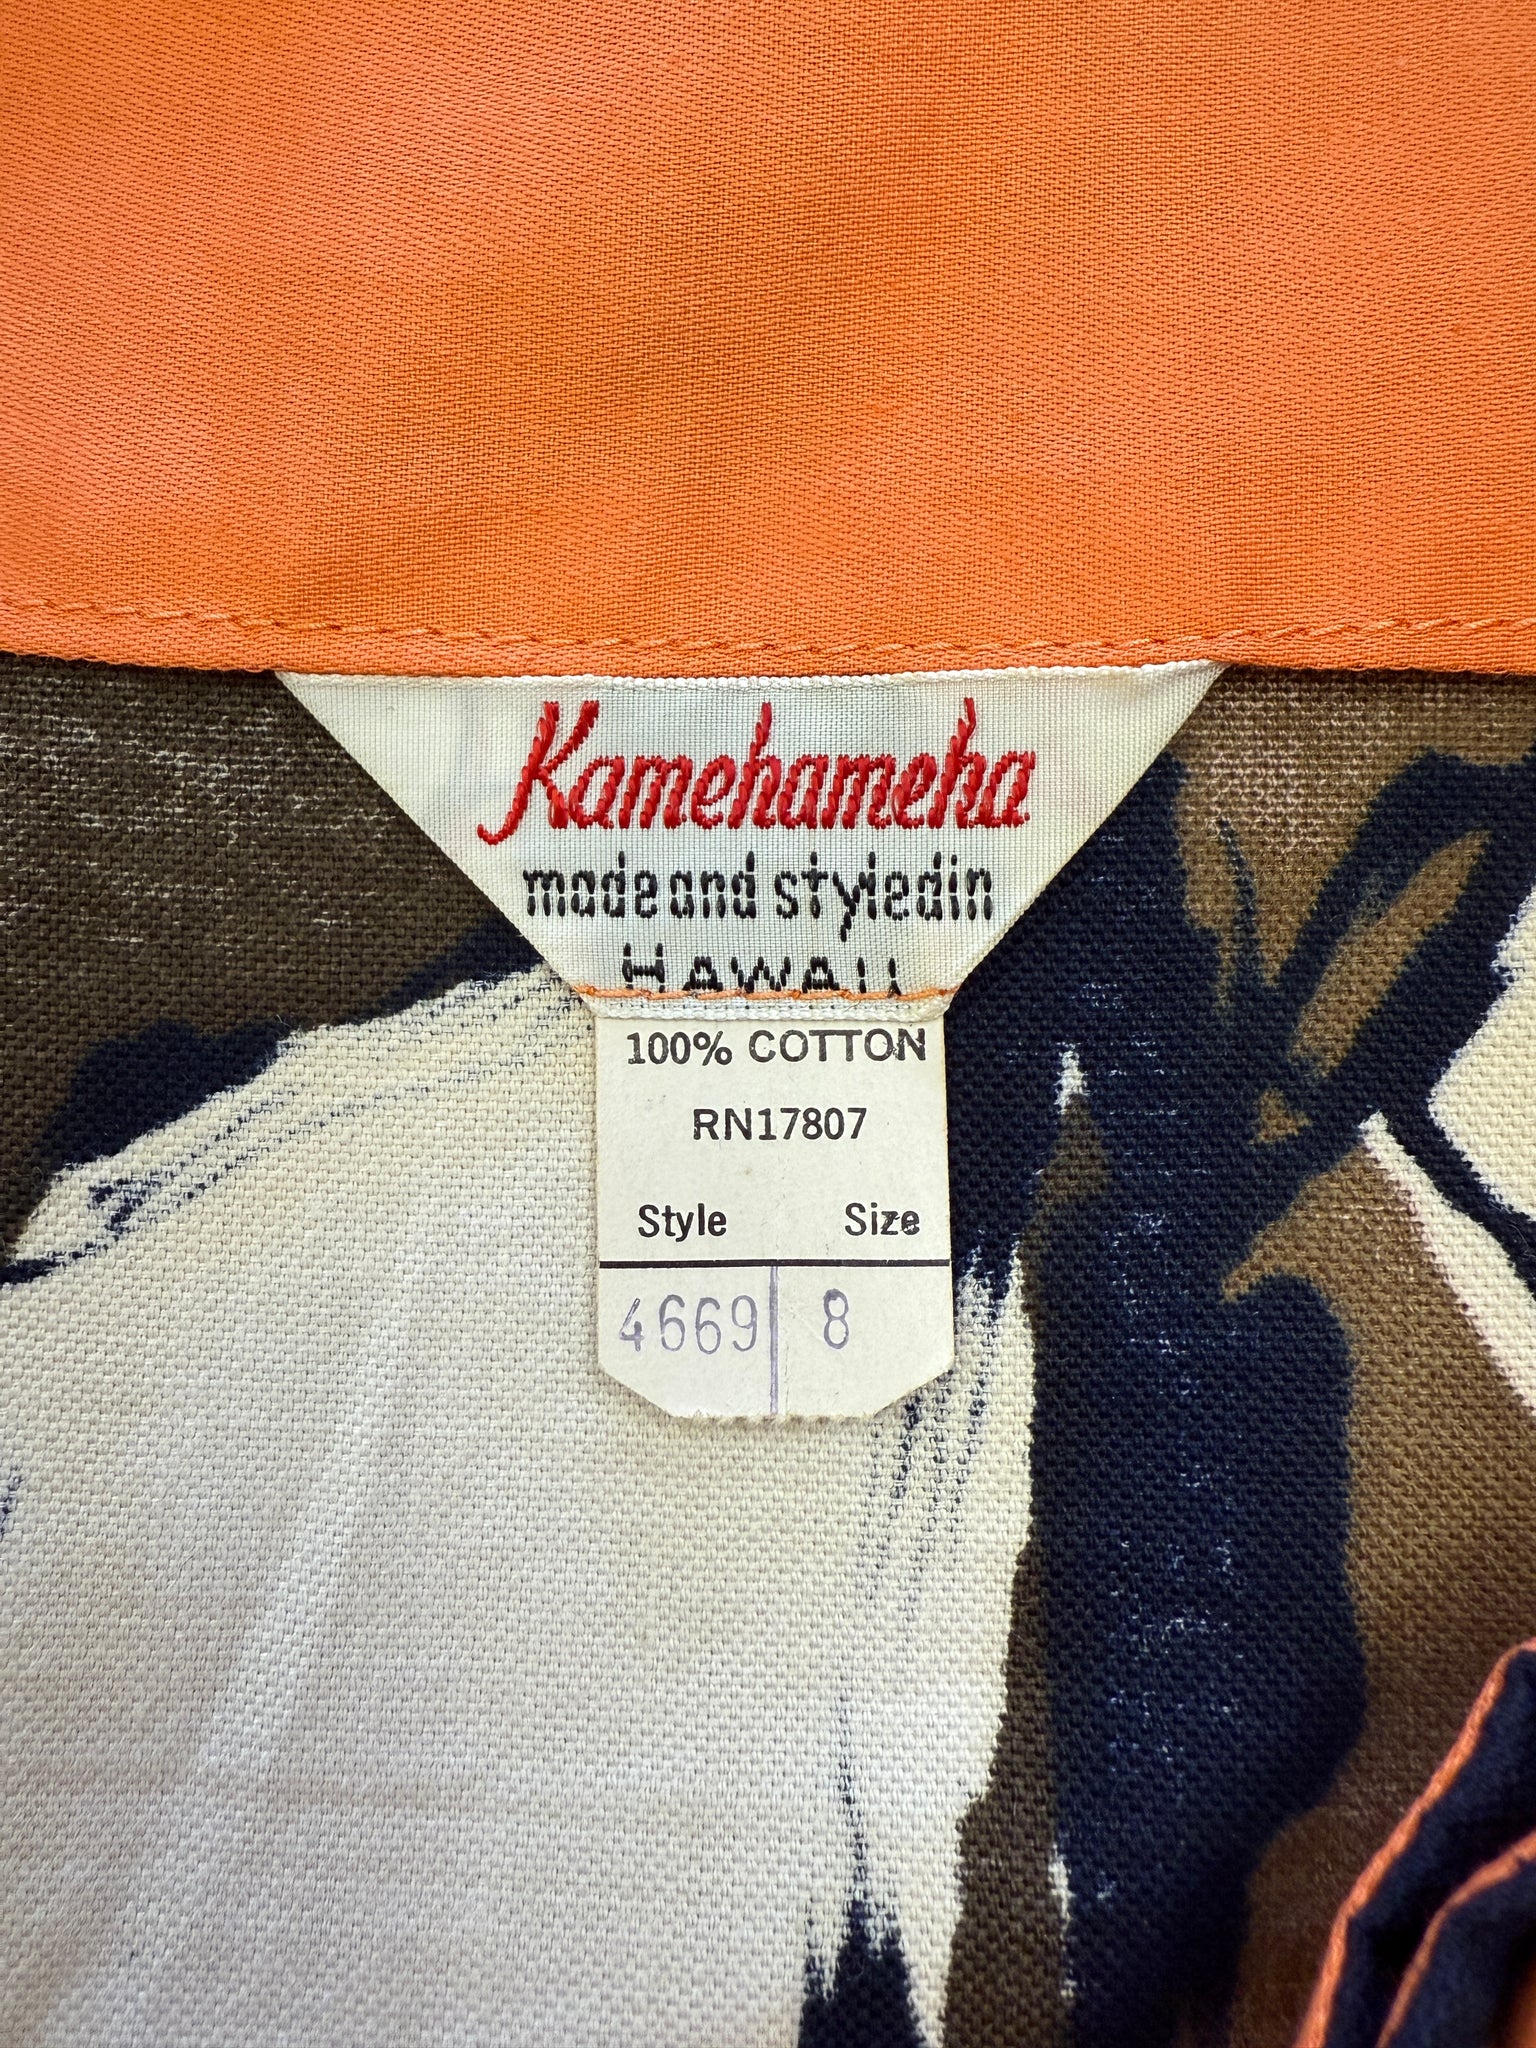 Kamehameha
made and styled in
HAWAII
100% COTTON
RN17807
Style Size
4669 8